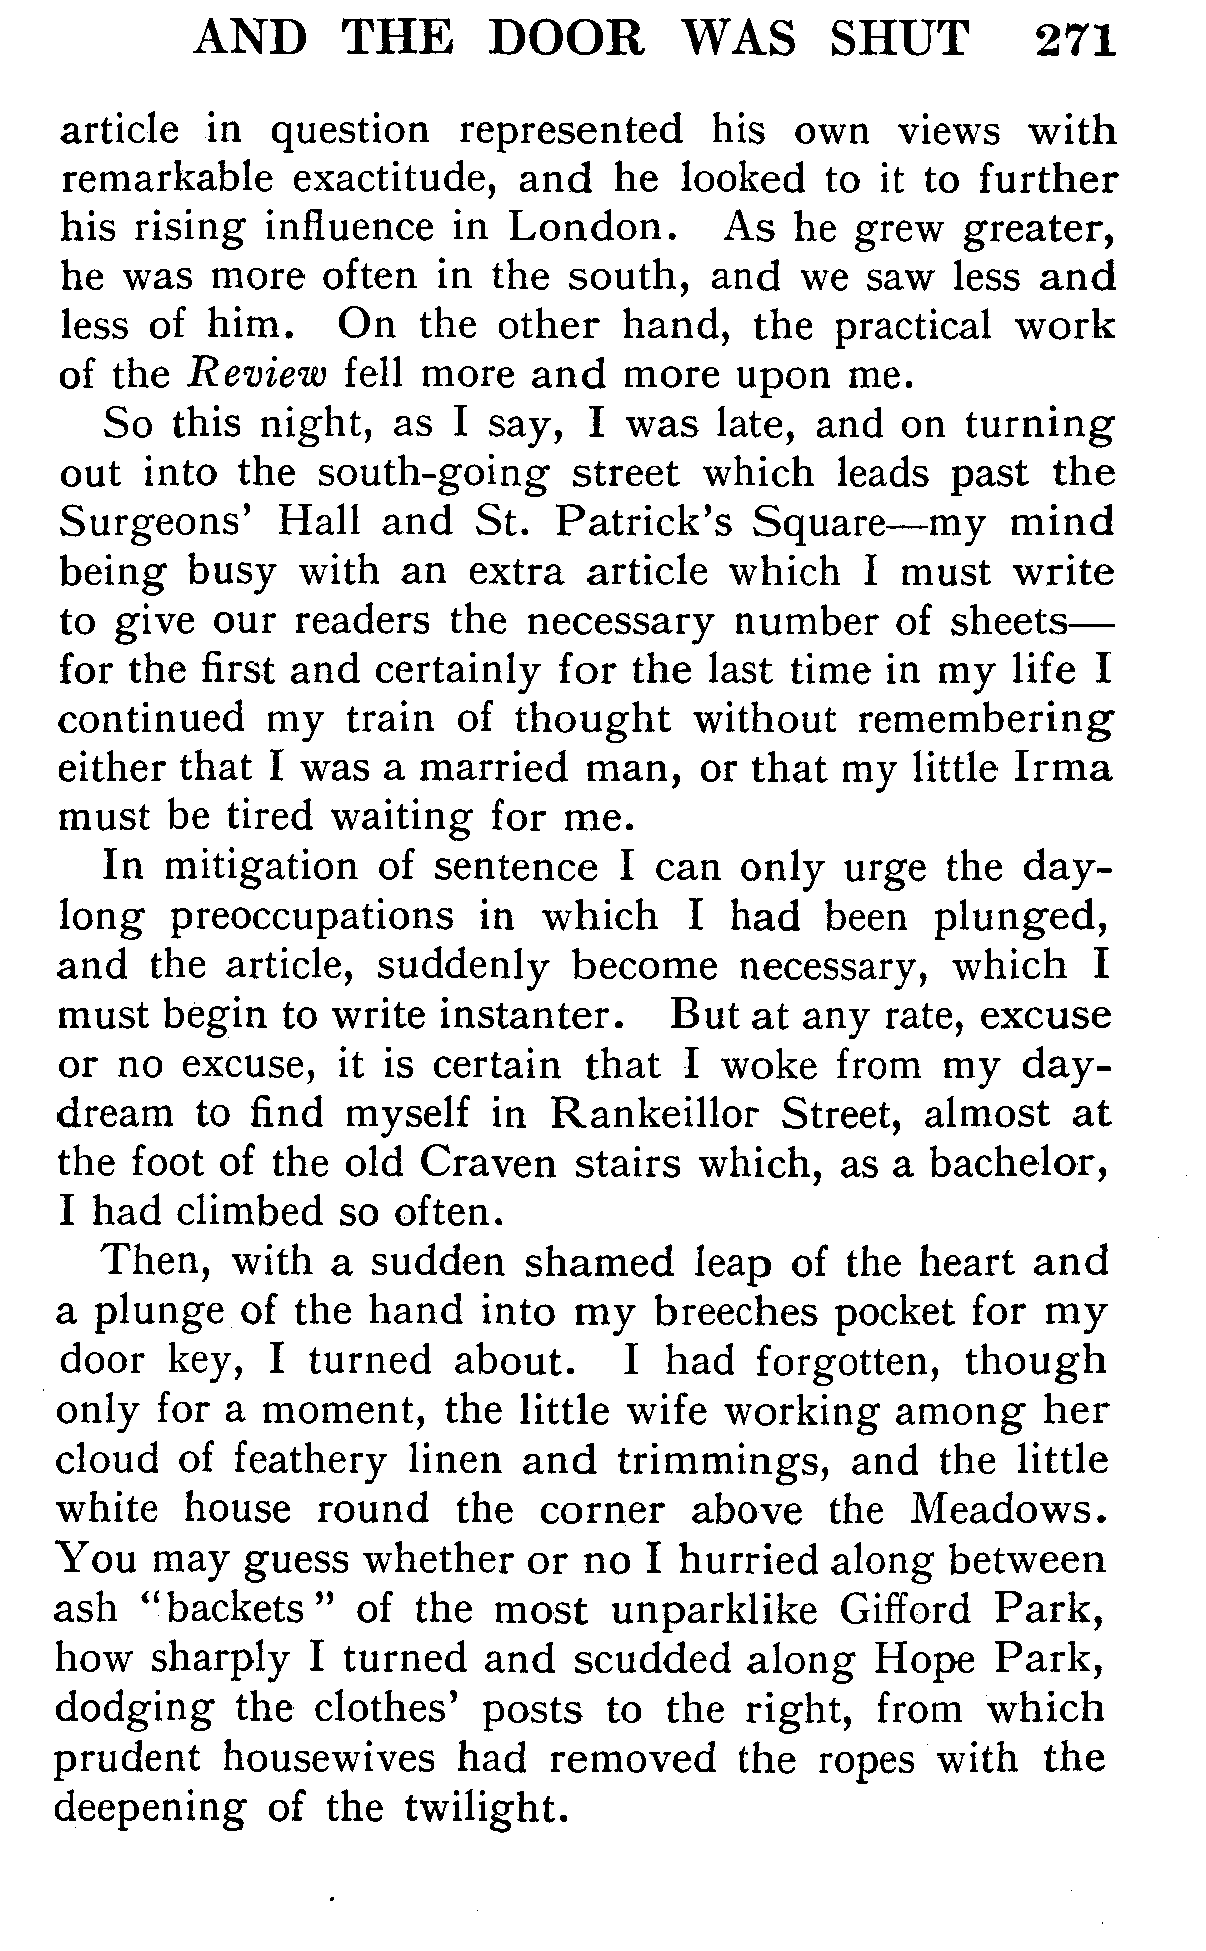 AND THE DOOR WAS SHUT 271
article in question represented his own views with
remarkable exactitude, and he looked to it to further
his rising influence in London. As he grew greater,
he was more often in the south, and we saw less and
less of him. On the other hand, the practical work
of the Review fell more and more upon me.
So this night, as I say, I was late, and on turning
out into the south-going street which leads past the
Surgeons' Hall and St. Patrick's Square—my mind
being busy with an extra article which I must write
to give our readers the necessary number of sheets—
for the first and certainly for the last time in my life I
continued my train of thought without remembering
either that I was a married man, or that my little Irma
must be tired waiting for me.
In mitigation of sentence I can only urge the day-
long preoccupations in which I had been plunged,
and the article, suddenly become necessary, which I
must begin to write instanter. But at any rate, excuse
or no excuse, it is certain that I woke from my day-
dream to find myself in Rankeillor Street, almost at
the foot of the old Craven stairs which, as a bachelor,
I had climbed so often.
Then, with a sudden shamed leap of the heart and
a plunge of the hand into my breeches pocket for my
door key, I turned about. I had forgotten, though
only for a moment, the little wife working among her
cloud of feathery linen and trimmings, and the little
white house round the corner above the Meadows.
You may guess whether or no I hurried along between
ash "backets" of the most unparklike Gifford Park,
how sharply I turned and scudded along Hope Park,
dodging the clothes' posts to the right, from which
prudent housewives had removed the ropes with the
deepening of the twilight.